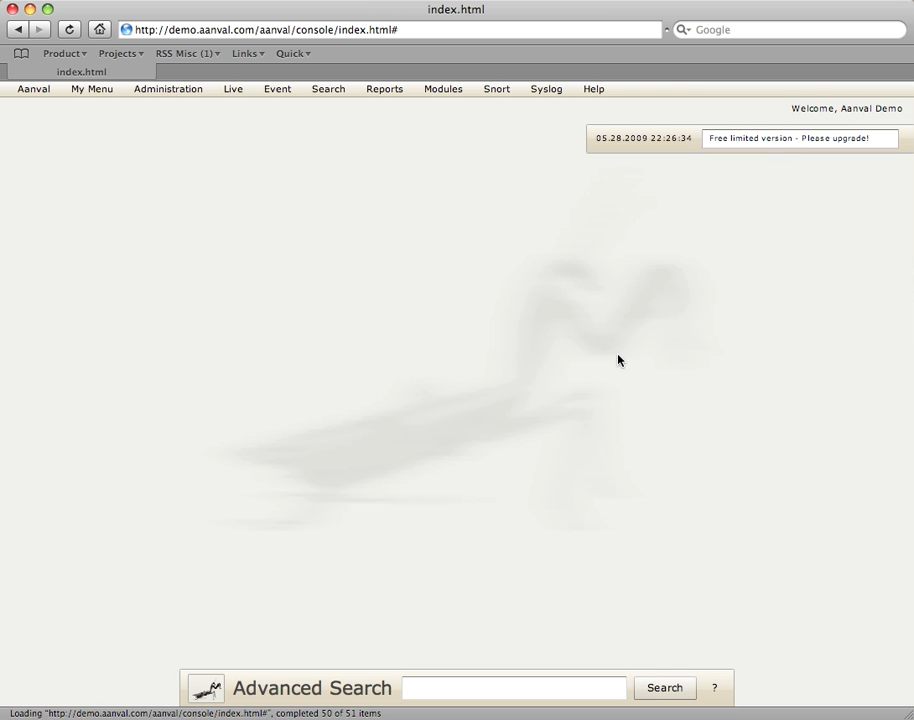 index.html
http://demo.aanval.com/aanval/console/index.html#
Google
Product Projects RSS Misc (1) Links Quick
index.html
Aanval My Menu Administration Live Event Search Reports Modules Snort Syslog Help
Welcome, Aanval Demo
05.28.2009 22:26:34 Free limited version - Please upgrade!
Advanced Search Search ?
Loading "http://demo.aanval.com/aanval/console/index.html#", completed 50 of 51 items